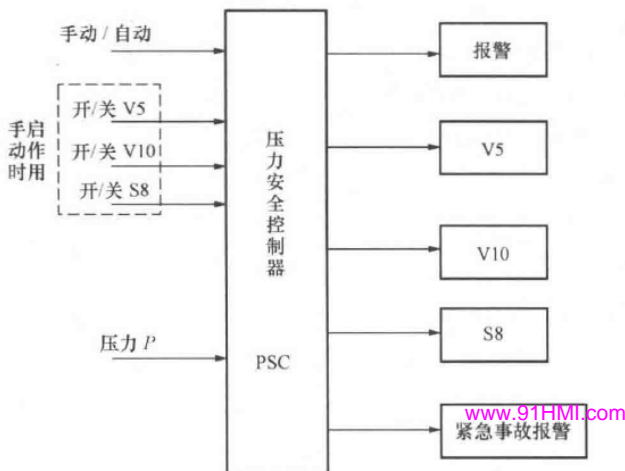 手动 / 自动
手启
动作
时用
开/关 V5
开/关 V10
开/关 S8
压力 P
压力安全控制器
PSC
报警
V5
V10
S8
www.91HMI.com
紧急事故报警